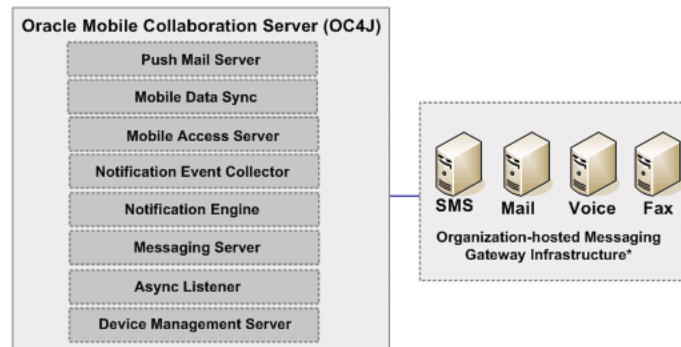 Oracle Mobile Collaboration Server (OC4J)
Push Mail Server
Mobile Data Sync
Mobile Access Server
Notification Event Collector
Notification Engine
Messaging Server
Async Listener
Device Management Server
SMS Mail Voice Fax
Organization-hosted Messaging
Gateway Infrastructure*